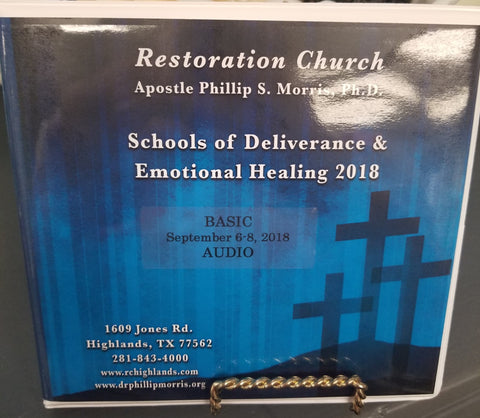 Restoration Church
Apostle Phillip S. Morris, Ph.D.
Schools of Deliverance &
Emotional Healing 2018
BASIC
September 6-8, 2018
AUDIO
1609 Jones Rd.
Highlands, TX 77562
281-843-4000
www.rchighlands.com
www.drphillipmorris.org